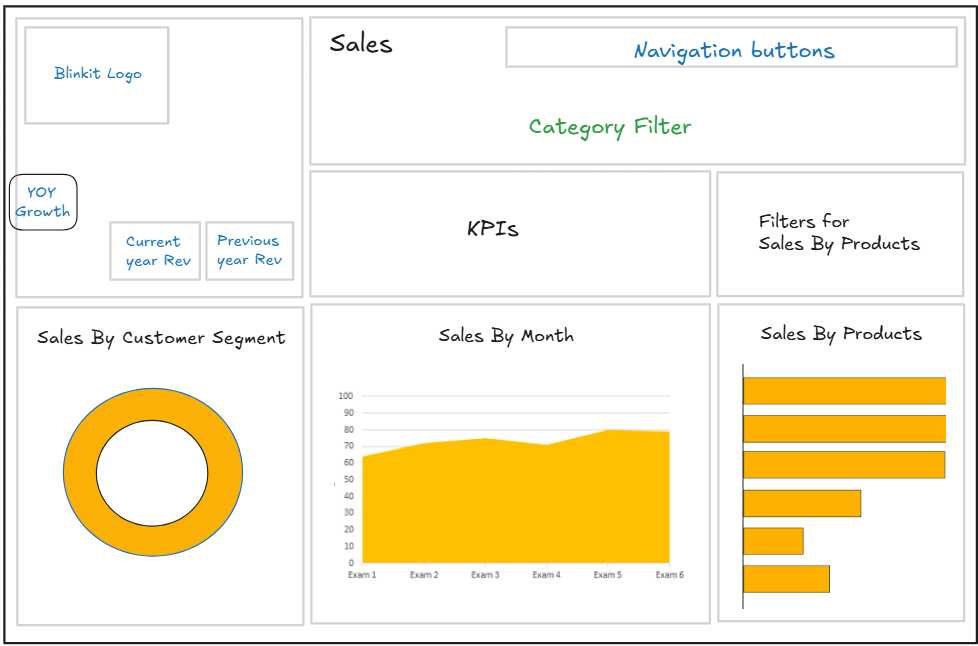 Blinkit Logo
YOY
Growth
Current
year Rev
Previous
year Rev
Sales
Navigation buttons
Category Filter
KPIs
Filters for
Sales By Products
Sales By Customer Segment
Sales By Month
100
90
80
70
60
50
40
30
20
10
0
Exam 1 Exam 2 Exam 3 Exam 4 Exam 5 Exam 6
Sales By Products